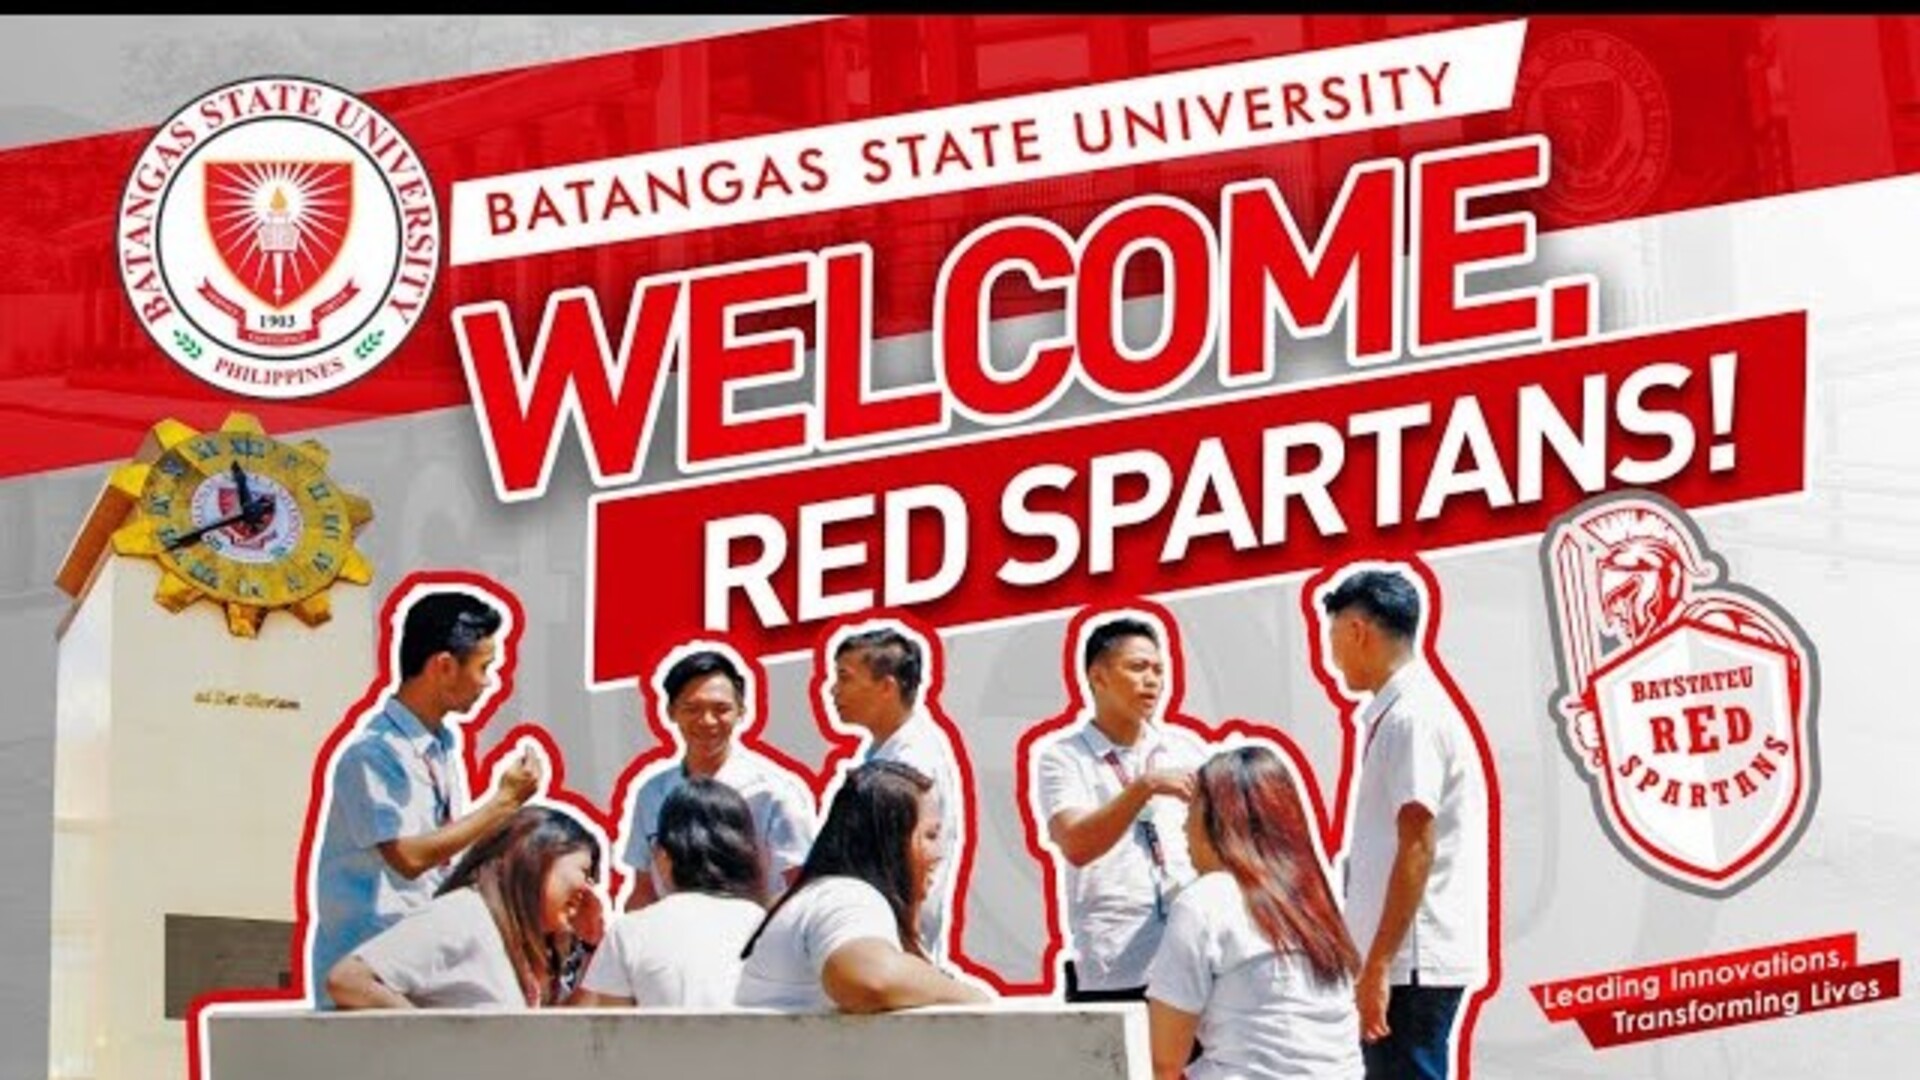 BATANGAS STATE UNIVERSITY
1903
PHILIPPINES
BATANGAS STATE UNIVERSITY
WELCOME,
RED SPARTANS!
BATSTATEU
RED
SPARTANS
Leading Innovations,
Transforming Lives